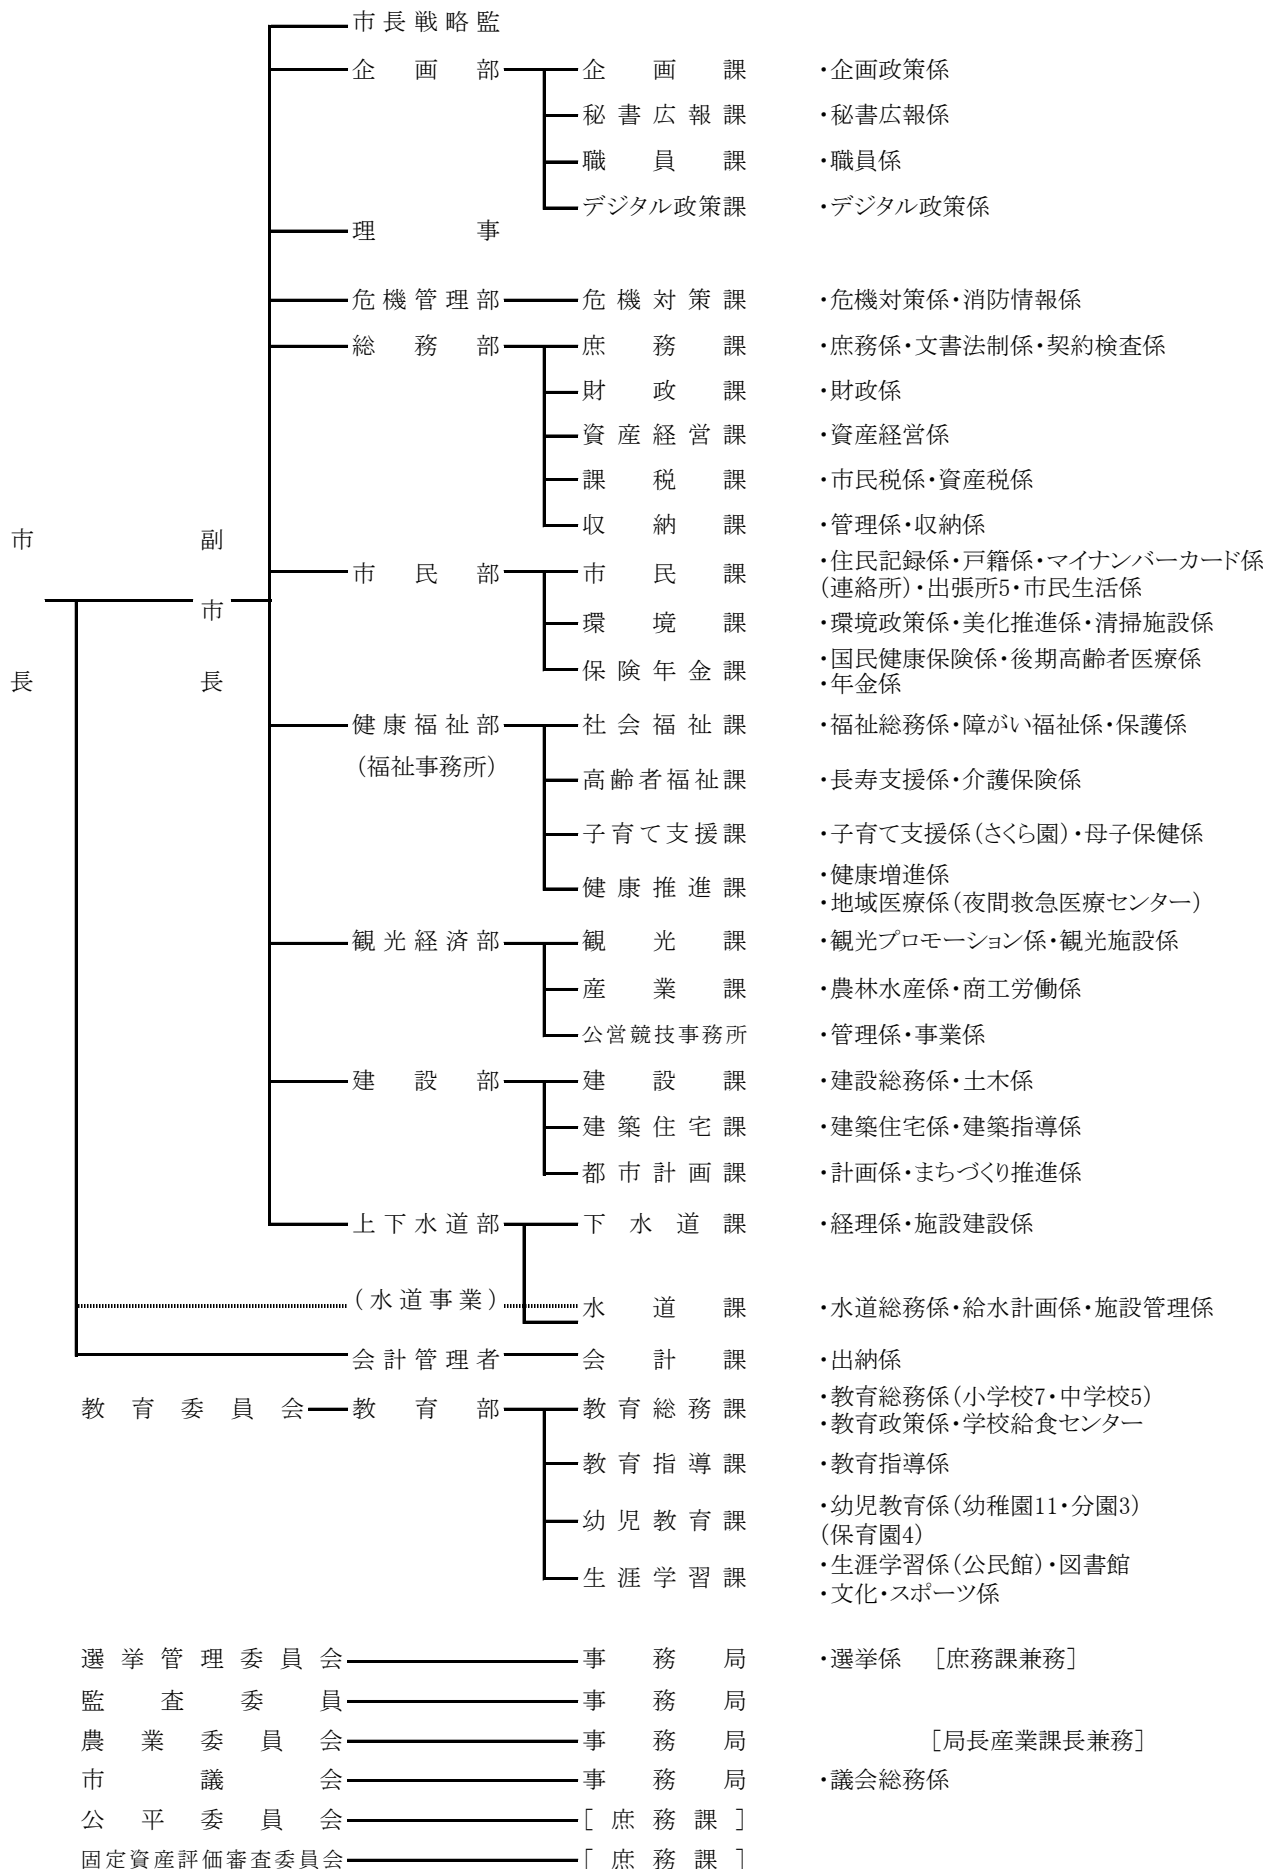 市長戦略監
企画部 企画課 ・企画政策係
秘書広報課 ・秘書広報係
職員課 ・職員係
デジタル政策課 ・デジタル政策係
理事
危機管理部 危機対策課 ・危機対策係・消防情報係
総務部 庶務課 ・庶務係・文書法制係・契約検査係
財政課 ・財政係
資産経営課 ・資産経営係
課税課 ・市民税係・資産税係
収納課 ・管理係・収納係
市長 副市長
市民部 市民課 ・住民記録係・戸籍係・マイナンバーカード係
(連絡所)・出張所5・市民生活係
環境課 ・環境政策係・美化推進係・清掃施設係
保険年金課 ・国民健康保険係・後期高齢者医療係
・年金係
健康福祉部 社会福祉課 ・福祉総務係・障がい福祉係・保護係
(福祉事務所)
高齢者福祉課 ・長寿支援係・介護保険係
子育て支援課 ・子育て支援係(さくら園)・母子保健係
健康推進課 ・健康増進係
・地域医療係(夜間救急医療センター)
観光経済部 観光課 ・観光プロモーション係・観光施設係
産業課 ・農林水産係・商工労働係
公営競技事務所 ・管理係・事業係
建設部 建設課 ・建設総務係・土木係
建築住宅課 ・建築住宅係・建築指導係
都市計画課 ・計画係・まちづくり推進係
上下水道部 下水道課 ・経理係・施設建設係
(水道事業) 水道課 ・水道総務係・給水計画係・施設管理係
会計管理者 会計課 ・出納係
教育委員会 教育部 教育総務課 ・教育総務係(小学校7・中学校5)
・教育政策係・学校給食センター
教育指導課 ・教育指導係
幼児教育課 ・幼児教育係(幼稚園11・分園3)
(保育園4)
生涯学習課 ・生涯学習係(公民館)・図書館
・文化・スポーツ係
選挙管理委員会 事務局 ・選挙係 [庶務課兼務]
監査委員 事務局
農業委員会 事務局 [局長産業課長兼務]
市議会 事務局 ・議会総務係
公平委員会 [庶務課]
固定資産評価審査委員会 [庶務課]